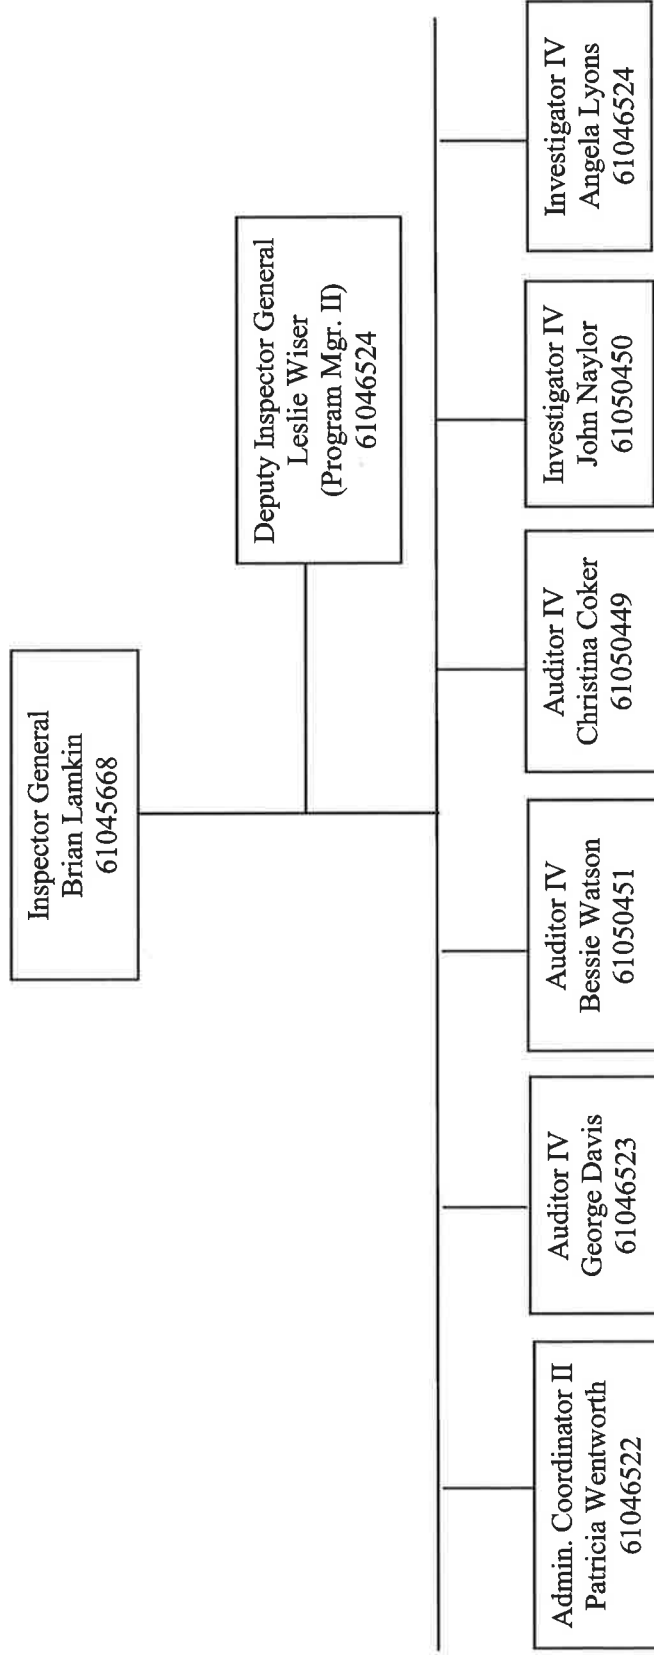 Inspector General
Brian Lamkin
61045668
Deputy Inspector General
Leslie Wiser
(Program Mgr. II)
61046524
Admin. Coordinator II
Patricia Wentworth
61046522
Auditor IV
George Davis
61046523
Auditor IV
Bessie Watson
61050451
Auditor IV
Christina Coker
61050449
Investigator IV
John Naylor
61050450
Investigator IV
Angela Lyons
61046524